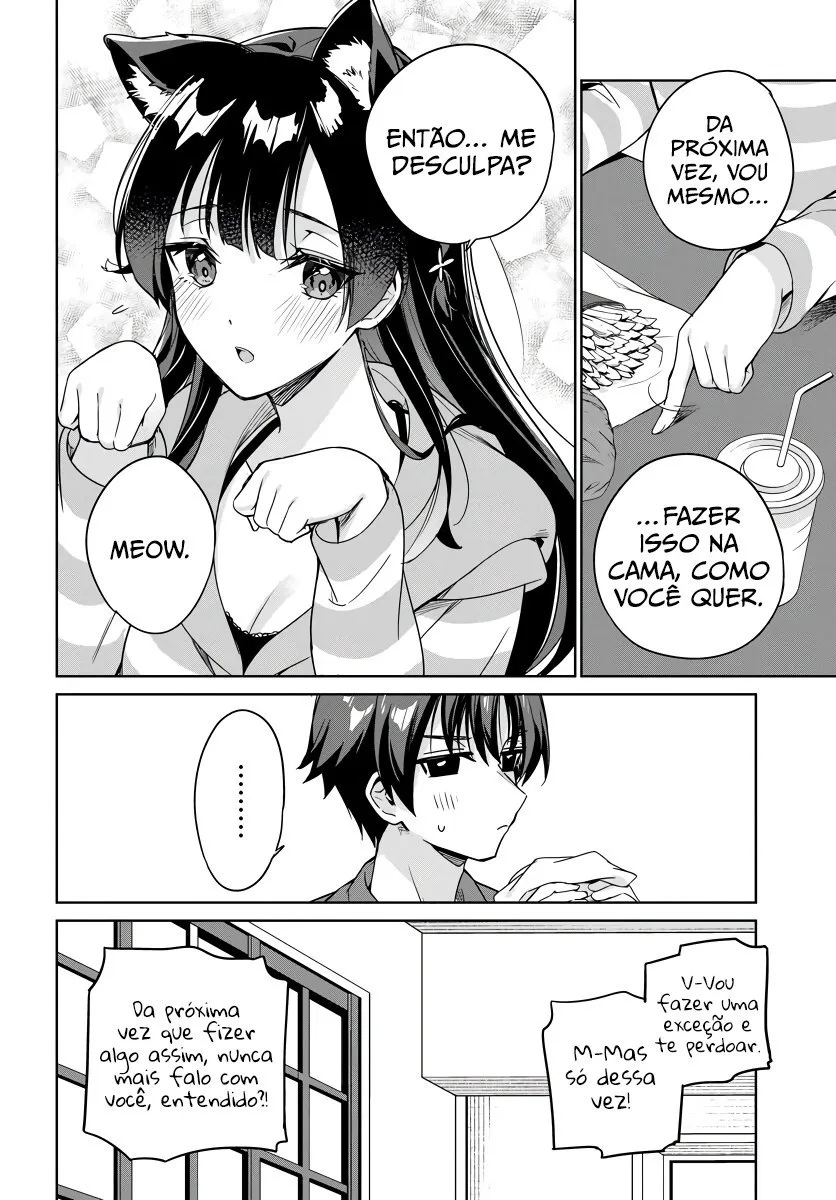 DA
PRÓXIMA
VEZ, VOU
MESMO...
...FAZER
ISSO NA
CAMA, COMO
VOCÊ QUER.
ENTÃO... ME
DESCULPA?
MEOW.
.........
V-Vou
fazer uma
exceção e
te perdoar.
M-Mas
só dessa
vez!
Da próxima
vez que fizer
algo assim, nunca
mais falo com
você, entendido?!